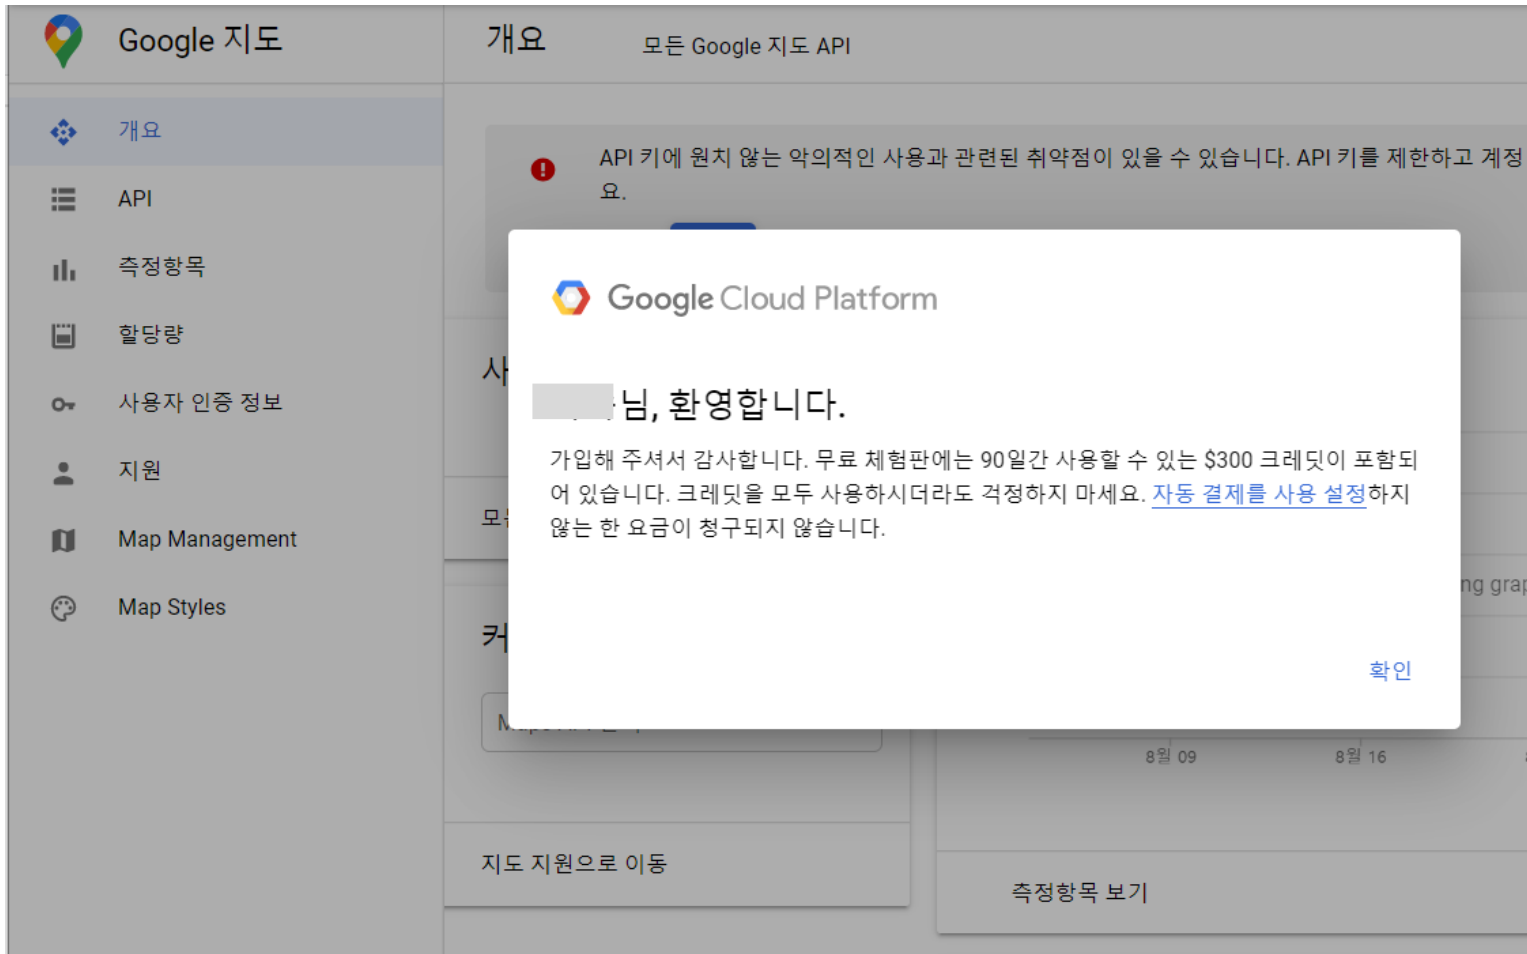 Google 지도
개요
모든 Google 지도 API
개요
API
측정항목
할당량
사용자 인증 정보
지원
Map Management
Map Styles
API 키에 원치 않는 악의적인 사용과 관련된 취약점이 있을 수 있습니다. API 키를 제한하고 계정
요.
Google Cloud Platform
님, 환영합니다.
가입해 주셔서 감사합니다. 무료 체험판에는 90일간 사용할 수 있는 $300 크레딧이 포함되
어 있습니다. 크레딧을 모두 사용하시더라도 걱정하지 마세요. 자동 결제를 사용 설정하지
않는 한 요금이 청구되지 않습니다.
확인
8월 09
8월 16
지도 지원으로 이동
측정항목 보기